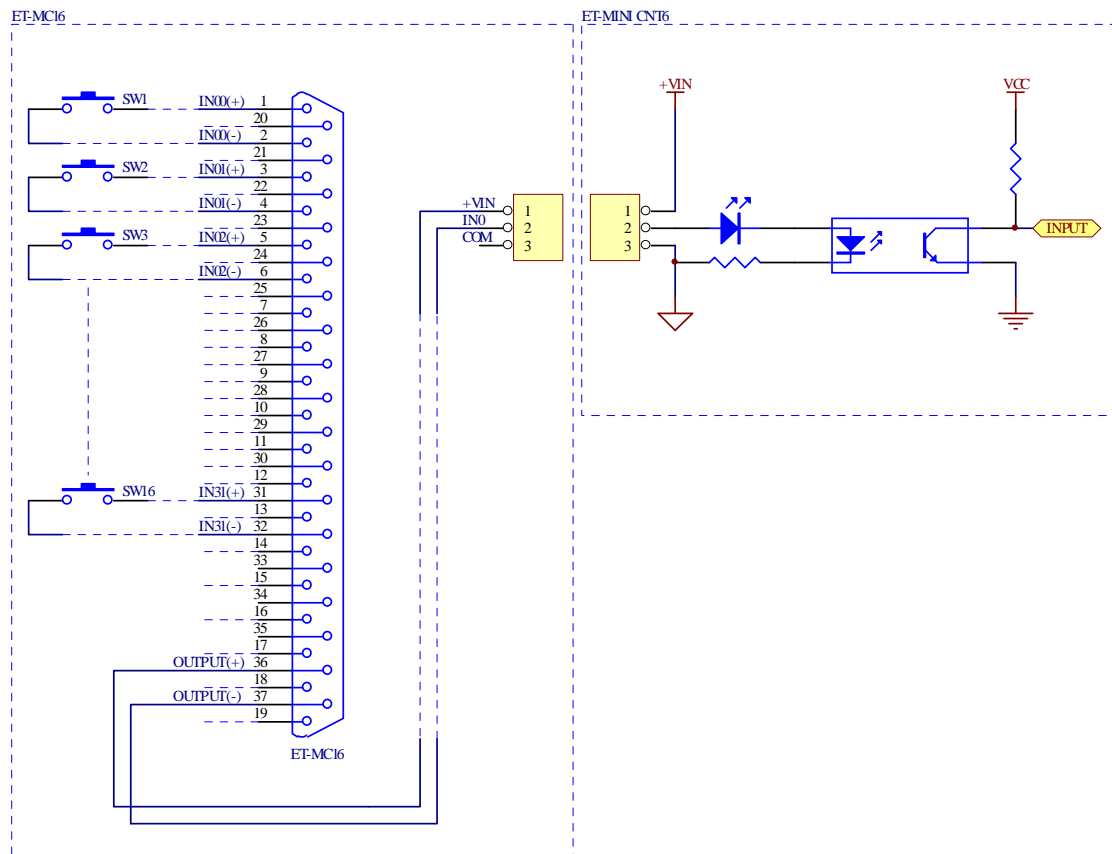 ET-MC16
ET-MINI CNT6
+VIN
VCC
SW1
IN00(+) 1
20
IN00(-) 2
21
SW2
IN01(+) 3
22
IN01(-) 4
23
SW3
IN02(+) 5
24
IN02(-) 6
25
7
26
8
27
9
28
10
29
11
30
12
SW16
IN31(+) 31
13
IN31(-) 32
14
33
15
34
16
35
17
OUTPUT(+) 36
18
OUTPUT(-) 37
19
ET-MC16
+VIN 1
IN0 2
COM 3
1
2
3
INPUT